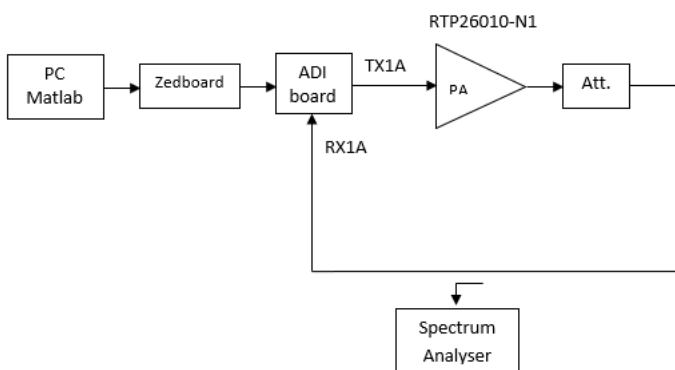 RTP26010-N1
PC
Matlab
Zedboard
ADI
board
TX1A
PA
Att.
RX1A
Spectrum
Analyser